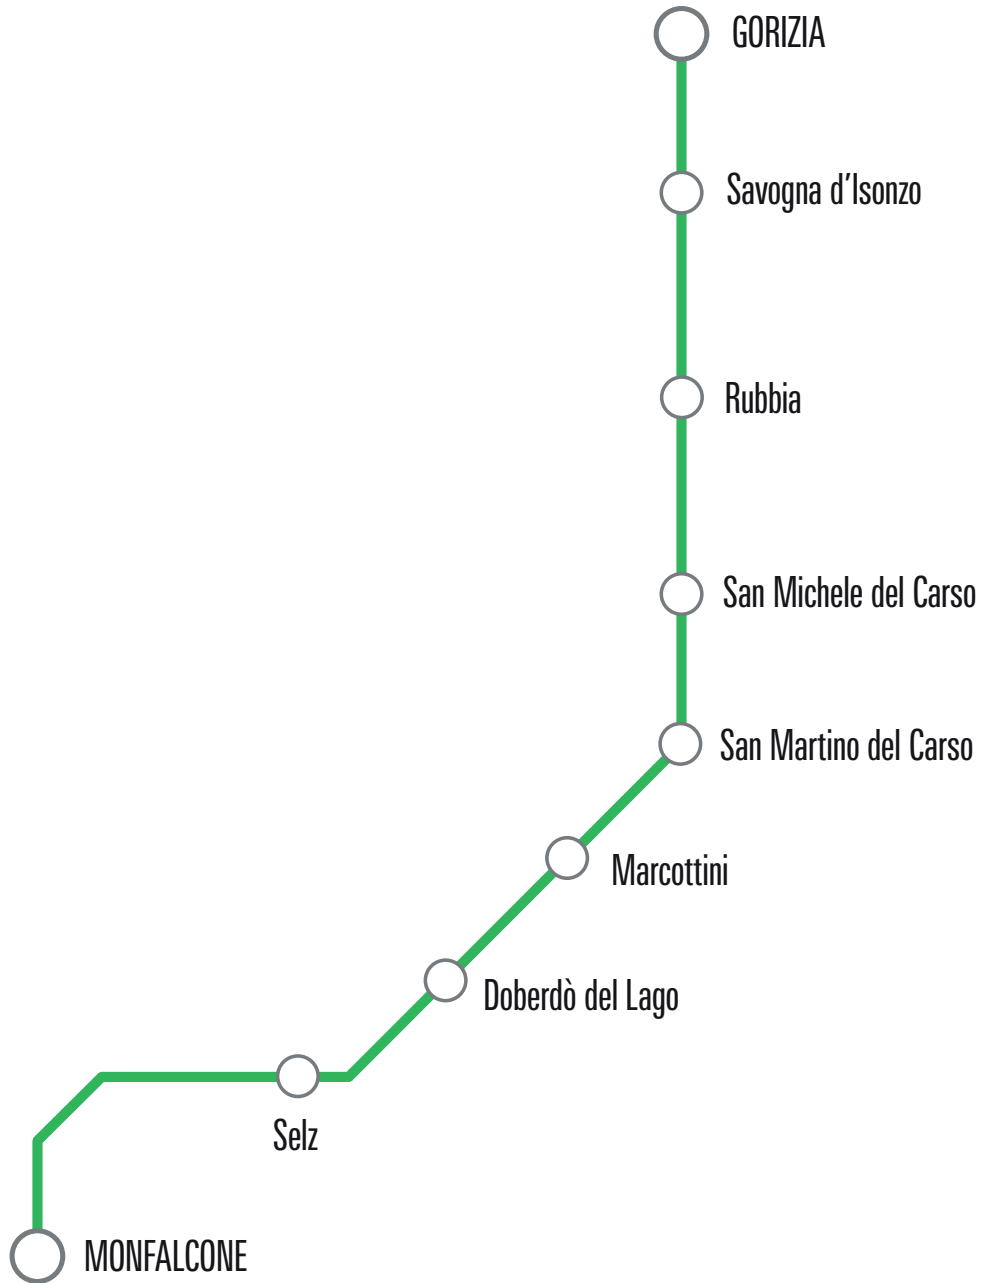 GORIZIA
Savogna d'Isonzo
Rubbia
San Michele del Carso
San Martino del Carso
Marcottini
Doberdò del Lago
Selz
MONFALCONE